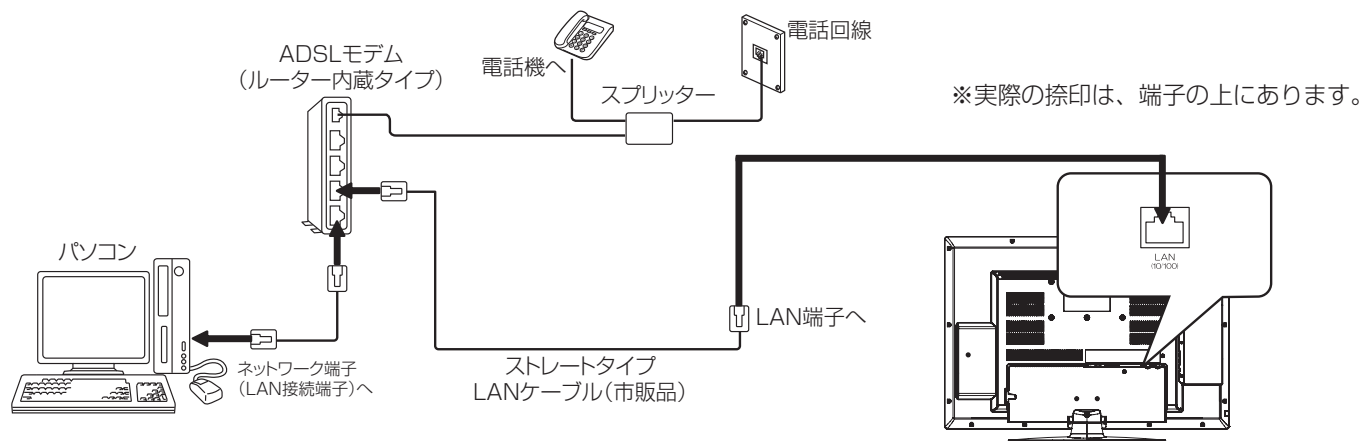 電話回線
ADSLモデム
（ルーター内蔵タイプ）
電話機へ
スプリッター
※実際の捺印は、端子の上にあります。
パソコン
LAN
(10/100)
LAN端子へ
ネットワーク端子
（LAN接続端子）へ
ストレートタイプ
LANケーブル（市販品）